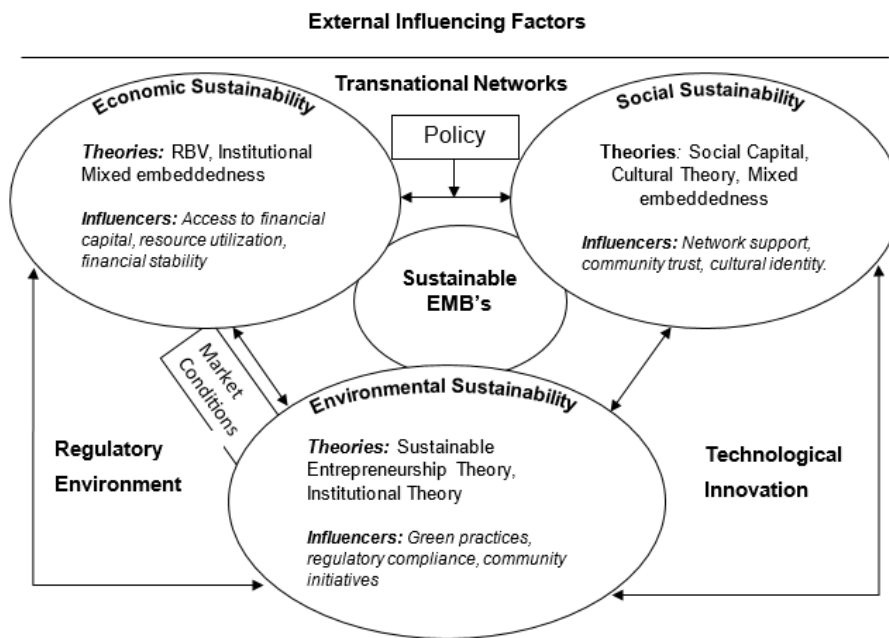 External Influencing Factors
Transnational Networks
Economic Sustainability
Theories: RBV, Institutional
Mixed embeddedness
Influencers: Access to financial
capital, resource utilization,
financial stability
Policy
Social Sustainability
Theories: Social Capital,
Cultural Theory, Mixed
embeddedness
Influencers: Network support,
community trust, cultural identity.
Sustainable
EMB's
Market
Conditions
Regulatory
Environment
Environmental Sustainability
Theories: Sustainable
Entrepreneurship Theory,
Institutional Theory
Influencers: Green practices,
regulatory compliance, community
initiatives
Technological
Innovation